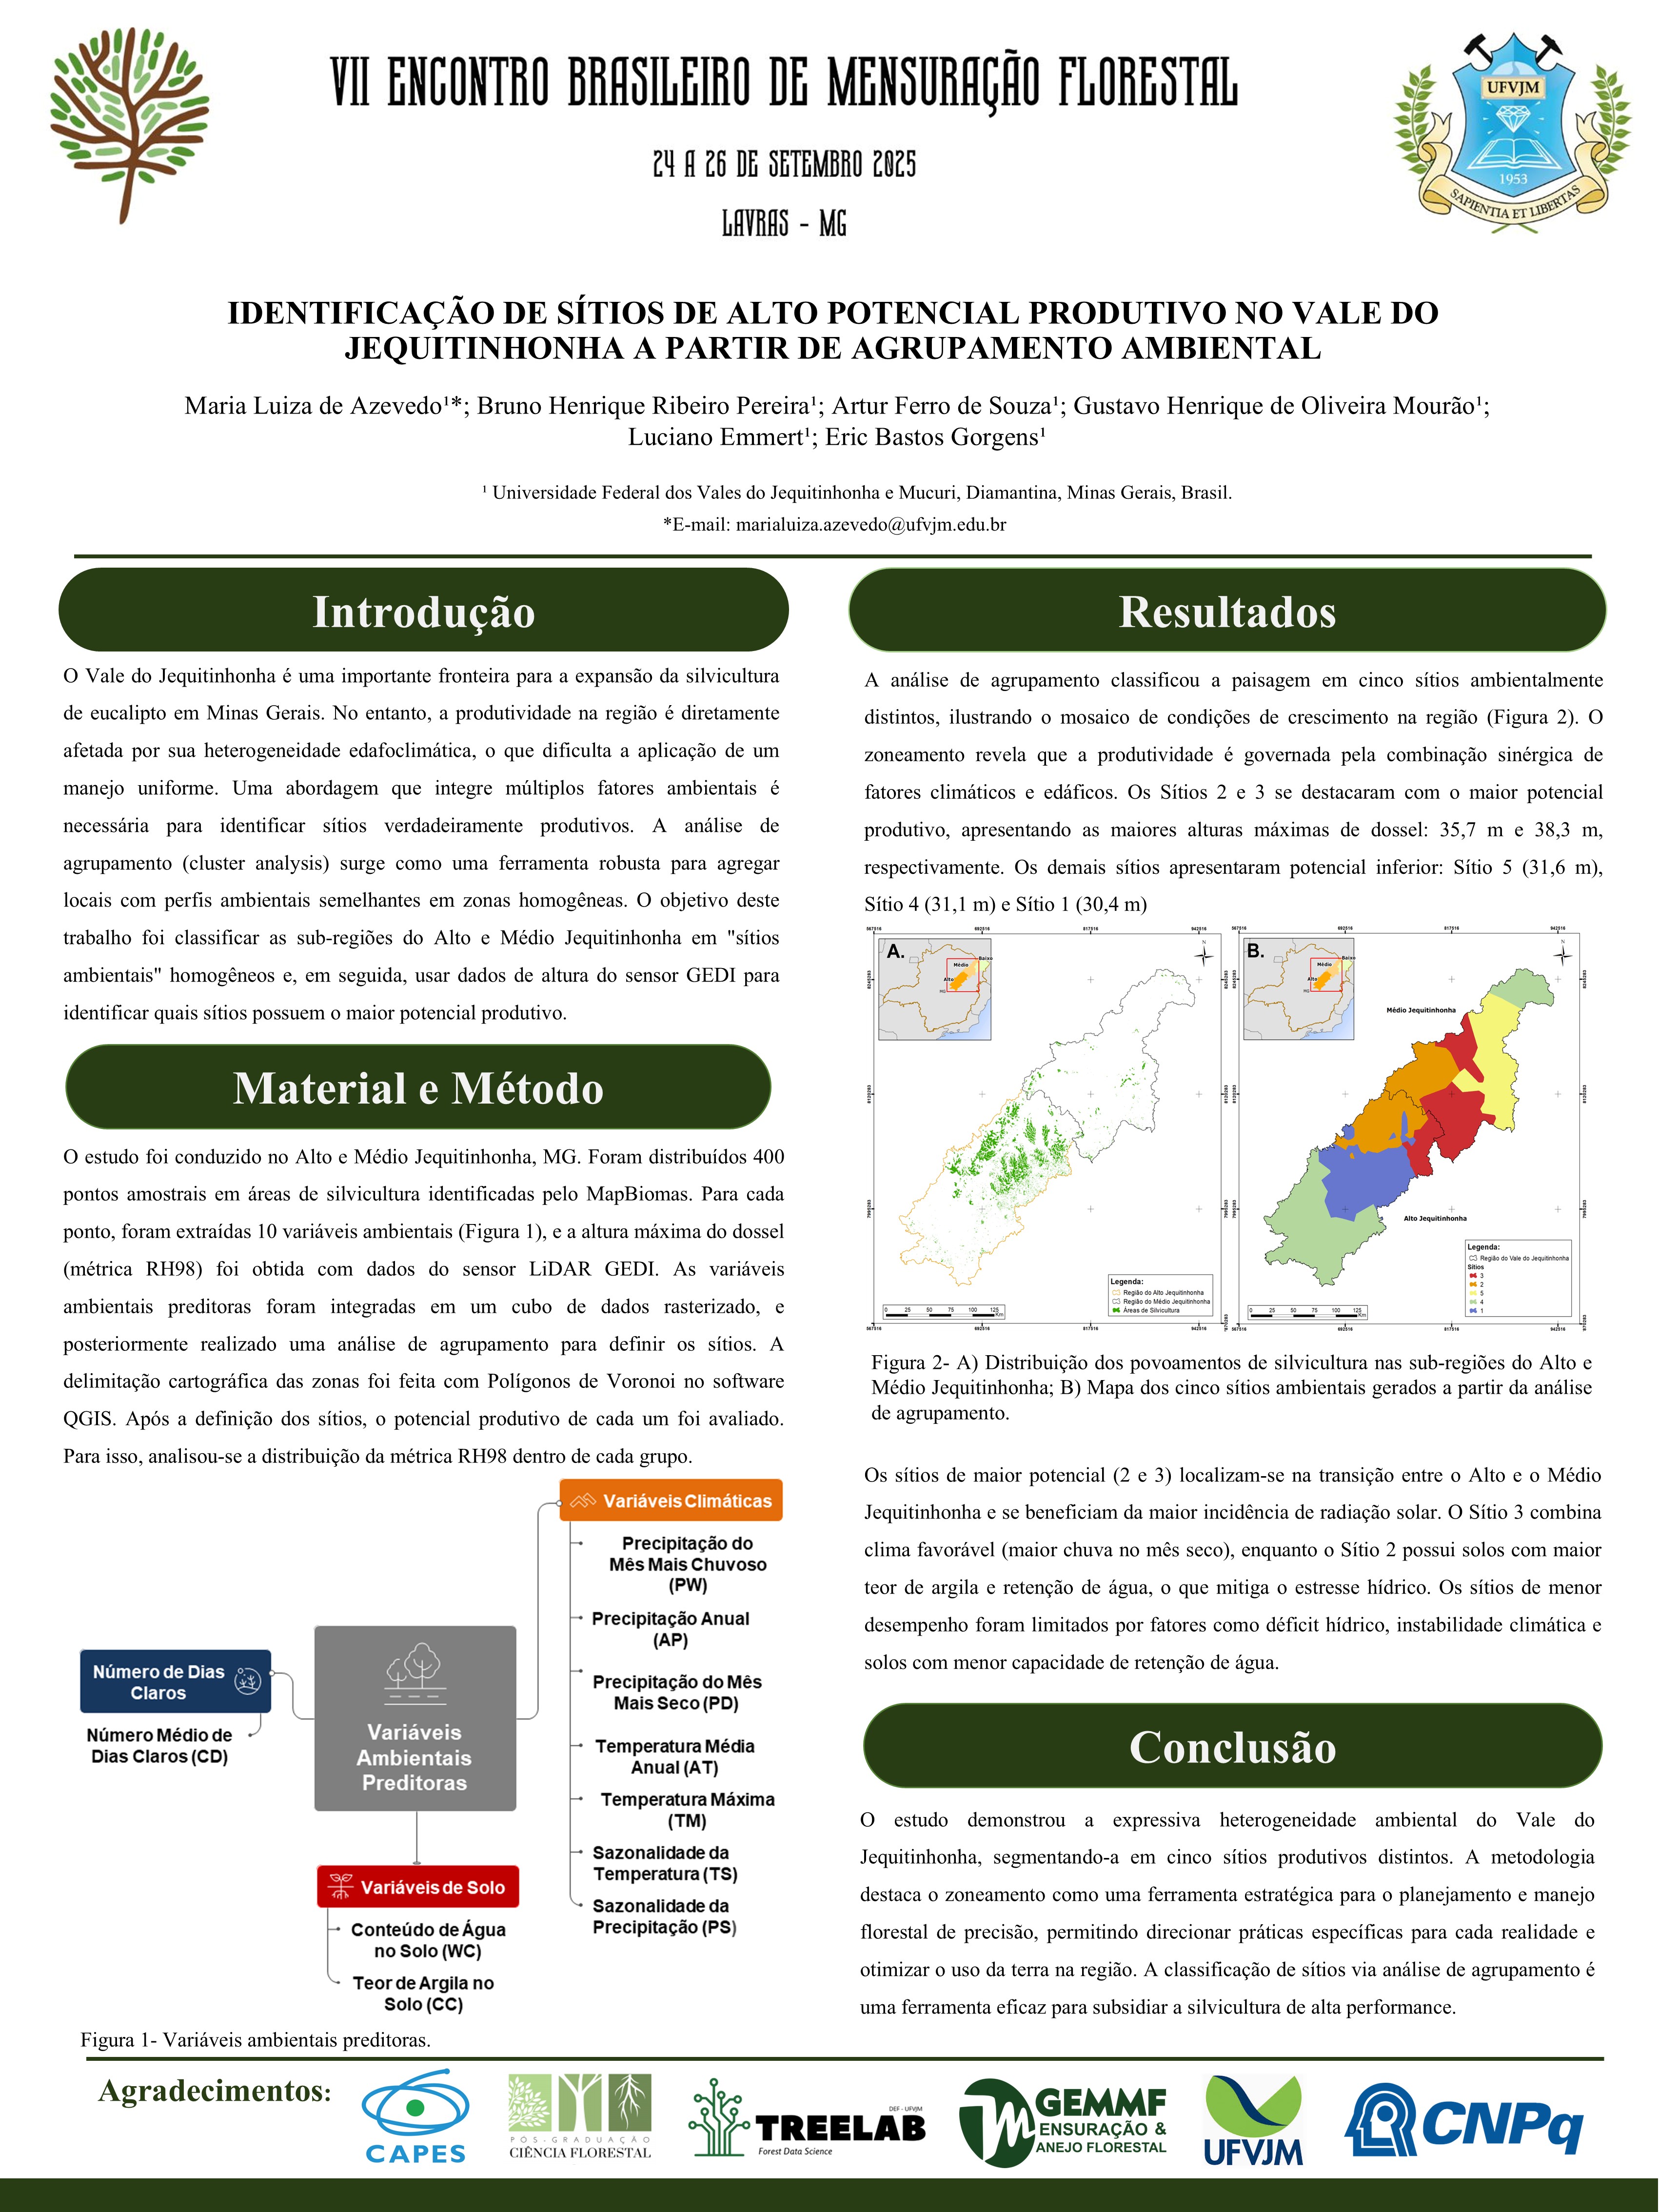 VII ENCONTRO BRASILEIRO DE MENSURAÇÃO FLORESTAL
24 A 26 DE SETEMBRO 2025
LAVRAS - MG
UFVJM
1953
SAPIENTIA ET LIBERTAS
IDENTIFICAÇÃO DE SÍTIOS DE ALTO POTENCIAL PRODUTIVO NO VALE DO
JEQUITINHONHA A PARTIR DE AGRUPAMENTO AMBIENTAL
Maria Luiza de Azevedo¹*; Bruno Henrique Ribeiro Pereira¹; Artur Ferro de Souza¹; Gustavo Henrique de Oliveira Mourão¹;
Luciano Emmert¹; Eric Bastos Gorgens¹
¹ Universidade Federal dos Vales do Jequitinhonha e Mucuri, Diamantina, Minas Gerais, Brasil.
*E-mail: marialuiza.azevedo@ufvjm.edu.br
Introdução
O Vale do Jequitinhonha é uma importante fronteira para a expansão da silvicultura
de eucalipto em Minas Gerais. No entanto, a produtividade na região é diretamente
afetada por sua heterogeneidade edafoclimática, o que dificulta a aplicação de um
manejo uniforme. Uma abordagem que integre múltiplos fatores ambientais é
necessária para identificar sítios verdadeiramente produtivos. A análise de
agrupamento (cluster analysis) surge como uma ferramenta robusta para agregar
locais com perfis ambientais semelhantes em zonas homogêneas. O objetivo deste
trabalho foi classificar as sub-regiões do Alto e Médio Jequitinhonha em "sítios
ambientais" homogêneos e, em seguida, usar dados de altura do sensor GEDI para
identificar quais sítios possuem o maior potencial produtivo.
Material e Método
O estudo foi conduzido no Alto e Médio Jequitinhonha, MG. Foram distribuídos 400
pontos amostrais em áreas de silvicultura identificadas pelo MapBiomas. Para cada
ponto, foram extraídas 10 variáveis ambientais (Figura 1), e a altura máxima do dossel
(métrica RH98) foi obtida com dados do sensor LiDAR GEDI. As variáveis
ambientais preditoras foram integradas em um cubo de dados rasterizado, e
posteriormente realizado uma análise de agrupamento para definir os sítios. A
delimitação cartográfica das zonas foi feita com Polígonos de Voronoi no software
QGIS. Após a definição dos sítios, o potencial produtivo de cada um foi avaliado.
Para isso, analisou-se a distribuição da métrica RH98 dentro de cada grupo.
Variáveis Climáticas
Precipitação do
Mês Mais Chuvoso
(PW)
Precipitação Anual
(AP)
Precipitação do Mês
Mais Seco (PD)
Temperatura Média
Anual (AT)
Temperatura Máxima
(TM)
Sazonalidade da
Temperatura (TS)
Sazonalidade da
Precipitação (PS)
Número de Dias
Claros
Número Médio de
Dias Claros (CD)
Variáveis
Ambientais
Preditoras
Variáveis de Solo
Conteúdo de Água
no Solo (WC)
Teor de Argila no
Solo (CC)
Figura 1- Variáveis ambientais preditoras.
Resultados
A análise de agrupamento classificou a paisagem em cinco sítios ambientalmente
distintos, ilustrando o mosaico de condições de crescimento na região (Figura 2). O
zoneamento revela que a produtividade é governada pela combinação sinérgica de
fatores climáticos e edáficos. Os Sítios 2 e 3 se destacaram com o maior potencial
produtivo, apresentando as maiores alturas máximas de dossel: 35,7 m e 38,3 m,
respectivamente. Os demais sítios apresentaram potencial inferior: Sítio 5 (31,6 m),
Sítio 4 (31,1 m) e Sítio 1 (30,4 m)
567516 692516 817516 942516
A.
Médio
Baixo
Alto
MG
N
Legenda:
Região do Alto Jequitinhonha
Região do Médio Jequitinhonha
Áreas de Silvicultura
0 25 50 75 100 125
Km
567516 692516 817516 942516
567516 692516 817516 942516
B.
Médio
Baixo
Alto
MG
N
Médio Jequitinhonha
Alto Jequitinhonha
Legenda:
Região do Vale do Jequitinhonha
Sítios
3
2
5
4
1
0 25 50 75 100 125
Km
567516 692516 817516 942516
Figura 2- A) Distribuição dos povoamentos de silvicultura nas sub-regiões do Alto e
Médio Jequitinhonha; B) Mapa dos cinco sítios ambientais gerados a partir da análise
de agrupamento.
Os sítios de maior potencial (2 e 3) localizam-se na transição entre o Alto e o Médio
Jequitinhonha e se beneficiam da maior incidência de radiação solar. O Sítio 3 combina
clima favorável (maior chuva no mês seco), enquanto o Sítio 2 possui solos com maior
teor de argila e retenção de água, o que mitiga o estresse hídrico. Os sítios de menor
desempenho foram limitados por fatores como déficit hídrico, instabilidade climática e
solos com menor capacidade de retenção de água.
Conclusão
O estudo demonstrou a expressiva heterogeneidade ambiental do Vale do
Jequitinhonha, segmentando-a em cinco sítios produtivos distintos. A metodologia
destaca o zoneamento como uma ferramenta estratégica para o planejamento e manejo
florestal de precisão, permitindo direcionar práticas específicas para cada realidade e
otimizar o uso da terra na região. A classificação de sítios via análise de agrupamento é
uma ferramenta eficaz para subsidiar a silvicultura de alta performance.
Agradecimentos:
CAPES
PÓS-GRADUAÇÃO
CIÊNCIA FLORESTAL
DEF - UFVJM
TREELAB
Forest Data Science
GEMMF
ENSURAÇÃO &
ANEJO FLORESTAL
UFVJM
CNPq